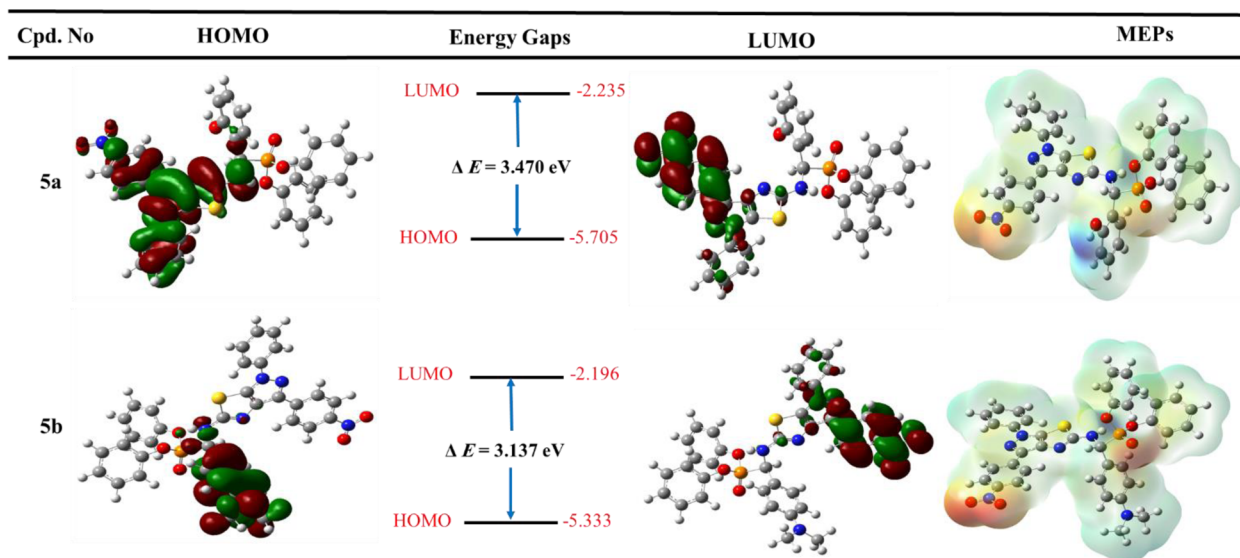 Cpd. No HOMO Energy Gaps LUMO MEPs
LUMO -2.235
5a Δ E = 3.470 eV
HOMO -5.705
LUMO -2.196
5b Δ E = 3.137 eV
HOMO -5.333